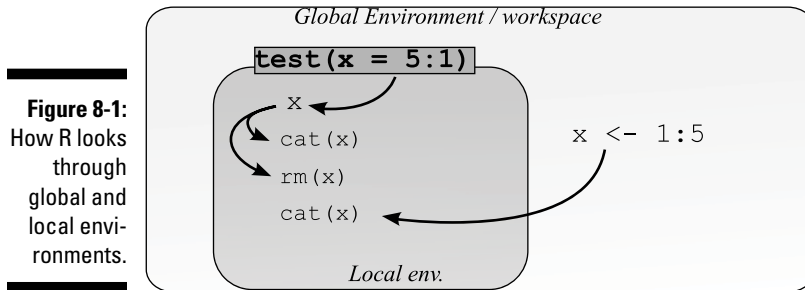 Global Environment / workspace
test(x = 5:1)
x
cat(x)
rm(x)
cat(x)
x <- 1:5
Local env.
Figure 8-1:
How R looks
through
global and
local envi-
ronments.